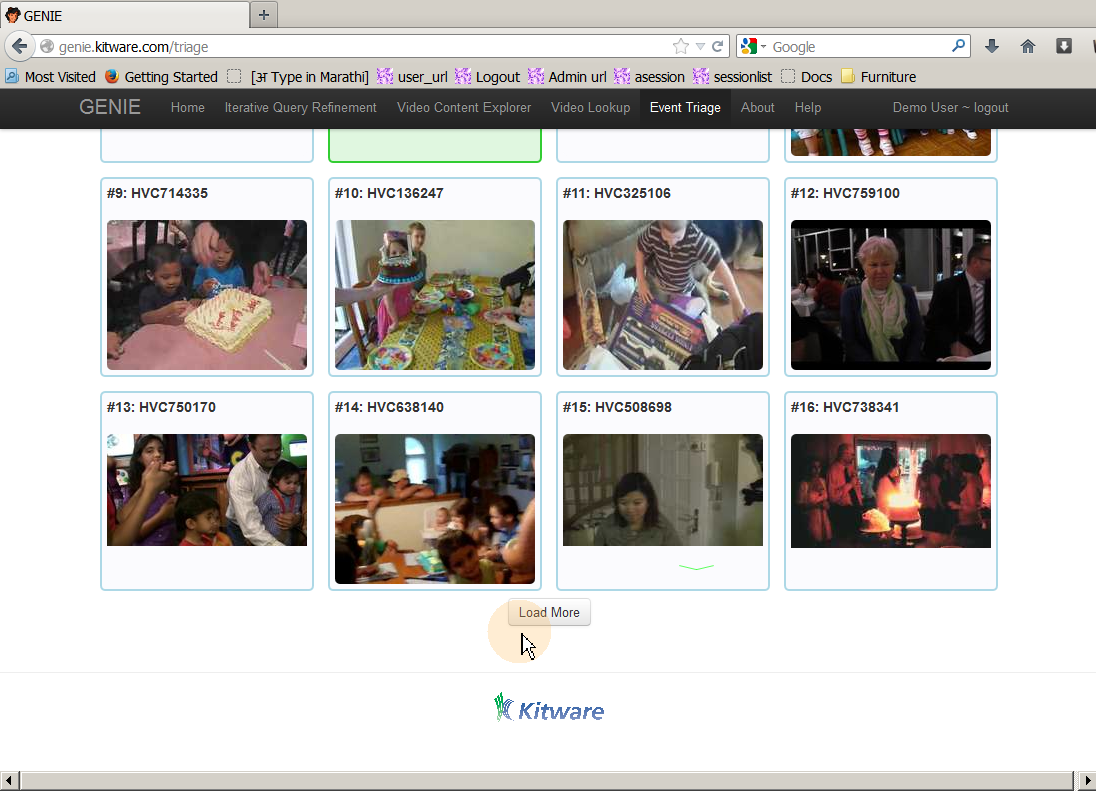 GENIE
genie.kitware.com/triage
Google
Most Visited Getting Started [अ Type in Marathi] user_url Logout Admin url asession sessionlist Docs Furniture
GENIE Home Iterative Query Refinement Video Content Explorer Video Lookup Event Triage About Help Demo User ~ logout
#9: HVC714335 #10: HVC136247 #11: HVC325106 #12: HVC759100
#13: HVC750170 #14: HVC638140 #15: HVC508698 #16: HVC738341
Load More
Kitware